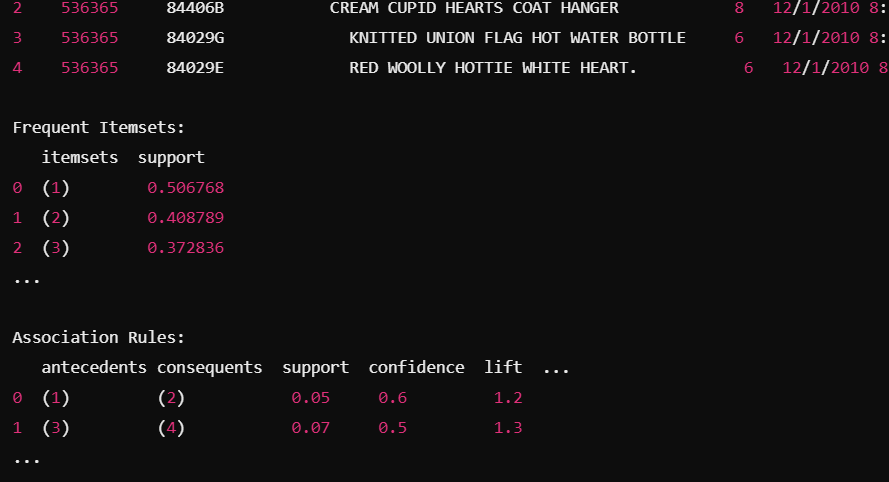 2 536365 84406B CREAM CUPID HEARTS COAT HANGER 8 12/1/2010 8:
3 536365 84029G KNITTED UNION FLAG HOT WATER BOTTLE 6 12/1/2010 8:
4 536365 84029E RED WOOLLY HOTTIE WHITE HEART. 6 12/1/2010 8
Frequent Itemsets:
itemsets support
0 (1) 0.506768
1 (2) 0.408789
2 (3) 0.372836
...
Association Rules:
antecedents consequents support confidence lift ...
0 (1) (2) 0.05 0.6 1.2
1 (3) (4) 0.07 0.5 1.3
...